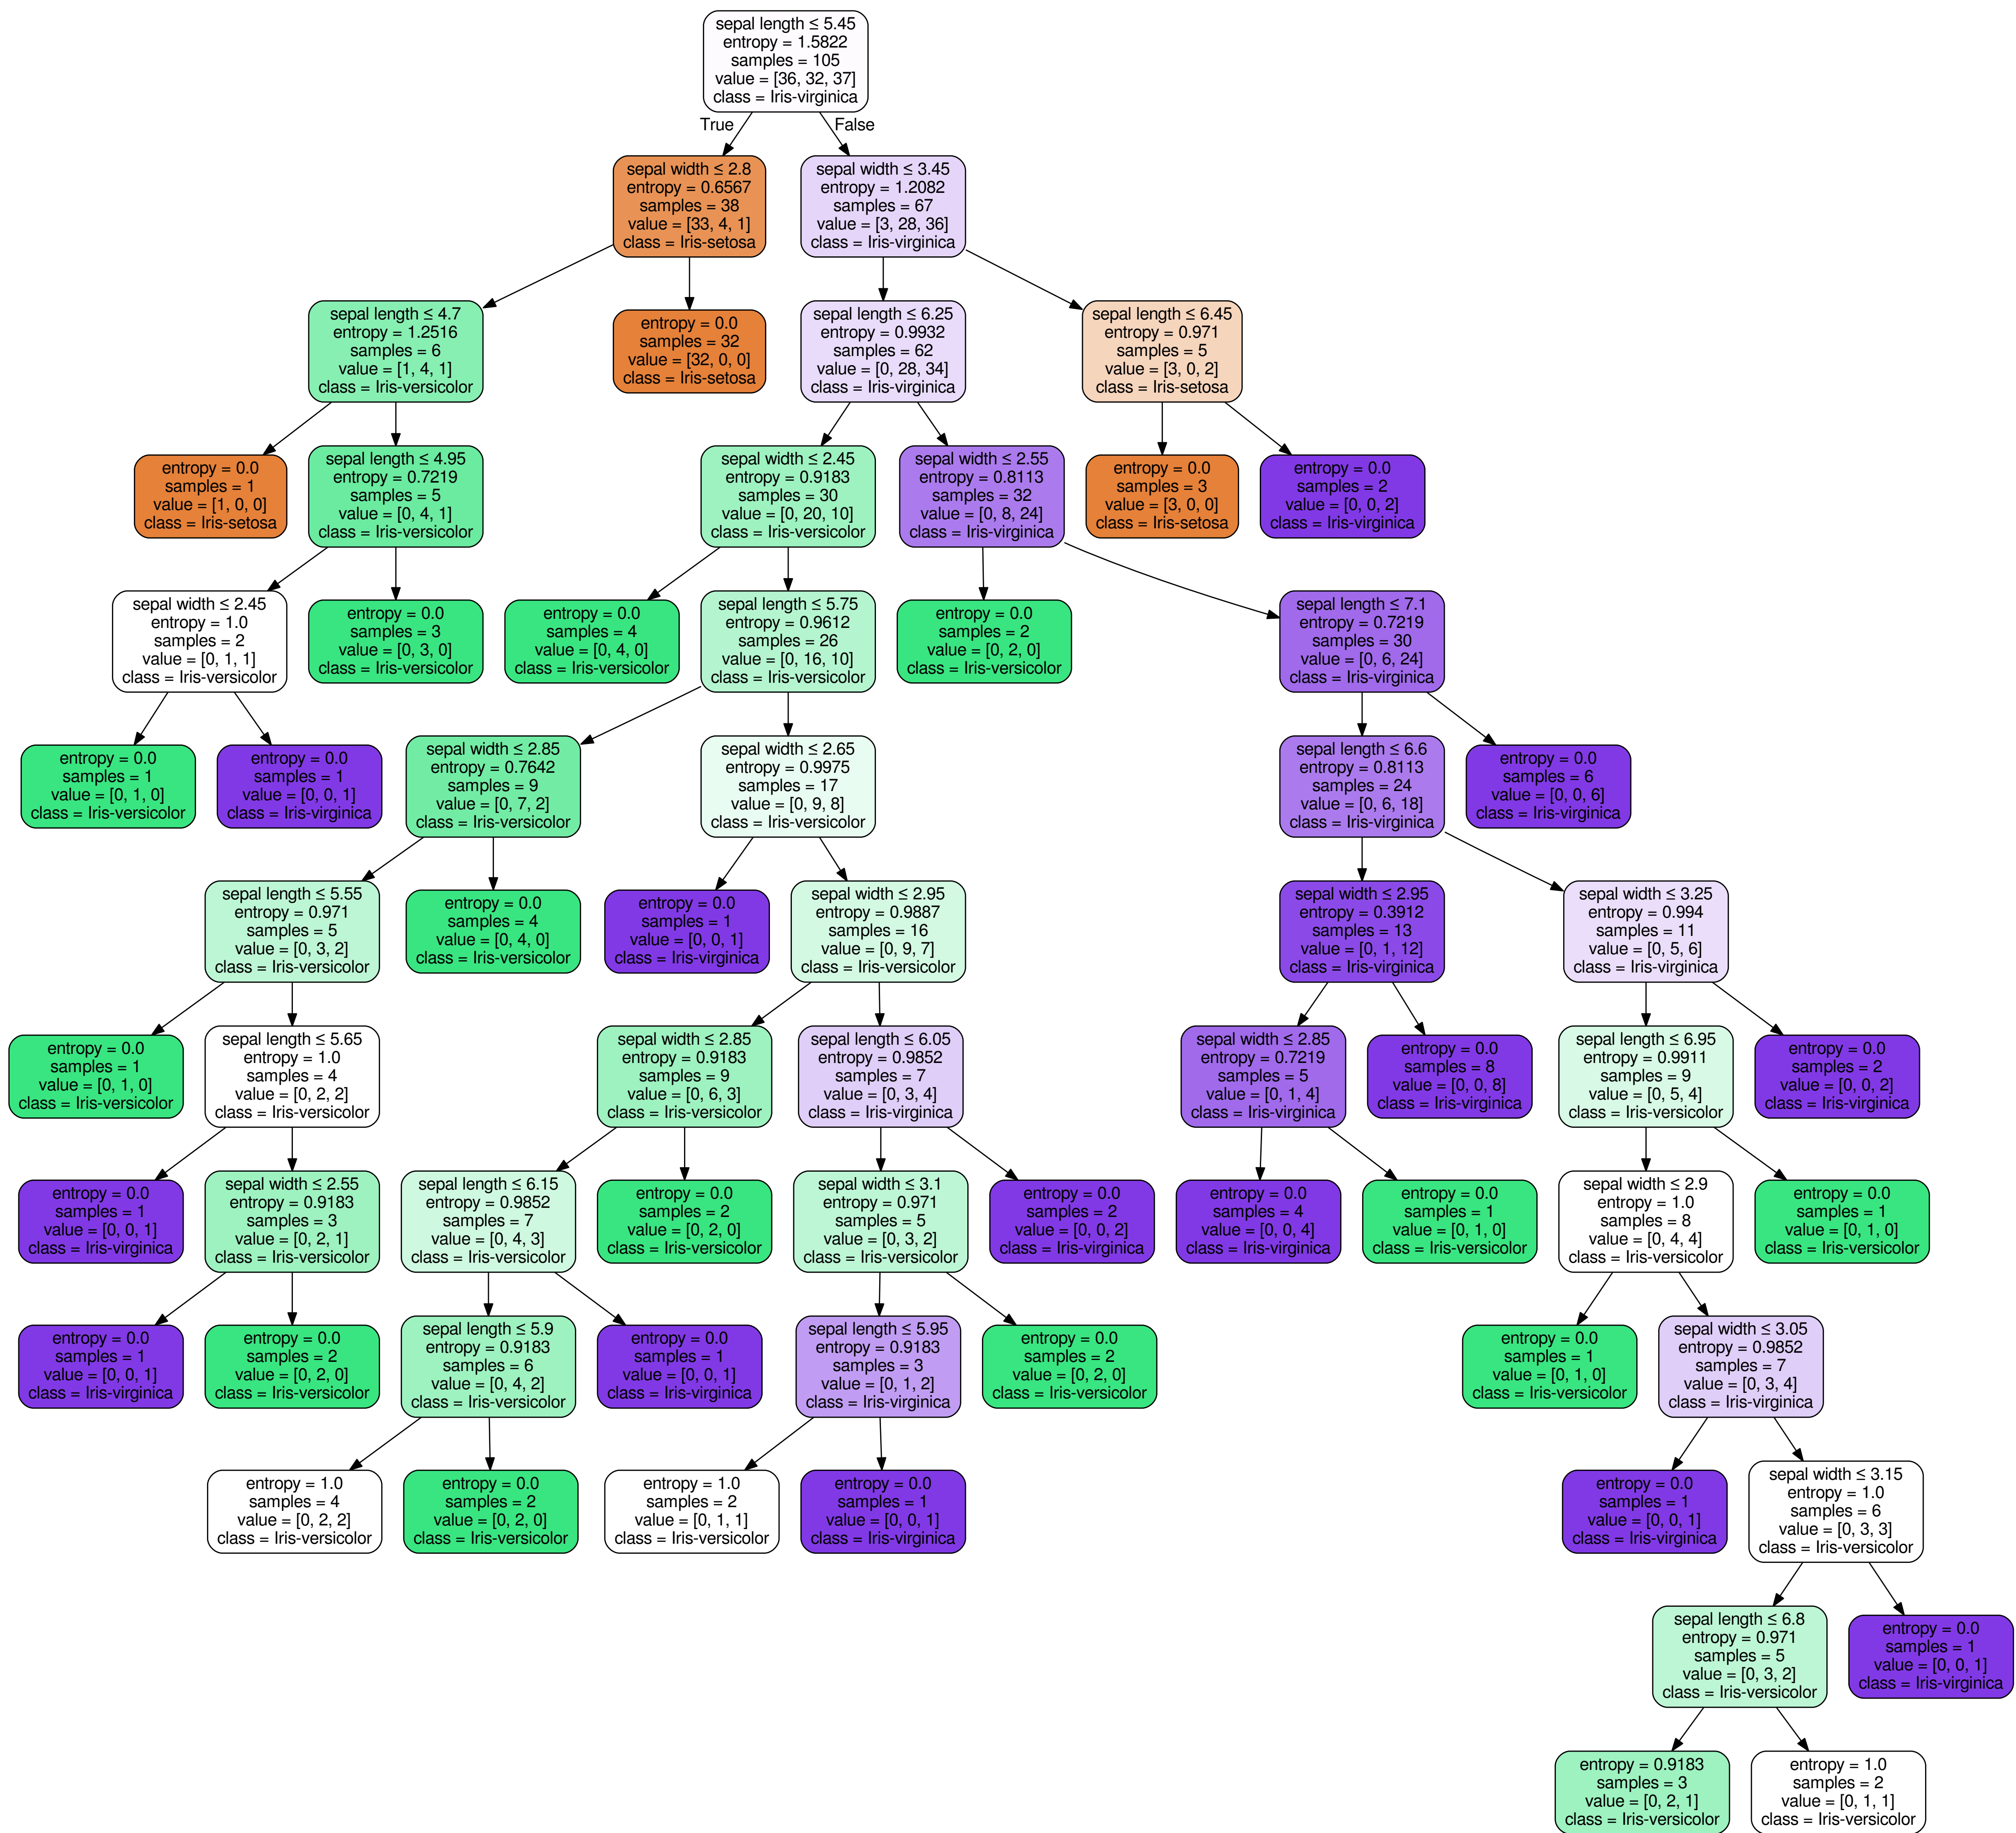 sepal length ≤ 5.45
entropy = 1.5822
samples = 105
value = [36, 32, 37]
class = Iris-virginica
True
False
sepal width ≤ 2.8
entropy = 0.6567
samples = 38
value = [33, 4, 1]
class = Iris-setosa
sepal width ≤ 3.45
entropy = 1.2082
samples = 67
value = [3, 28, 36]
class = Iris-virginica
sepal length ≤ 4.7
entropy = 1.2516
samples = 6
value = [1, 4, 1]
class = Iris-versicolor
entropy = 0.0
samples = 32
value = [32, 0, 0]
class = Iris-setosa
sepal length ≤ 6.25
entropy = 0.9932
samples = 62
value = [0, 28, 34]
class = Iris-virginica
sepal length ≤ 6.45
entropy = 0.971
samples = 5
value = [3, 0, 2]
class = Iris-setosa
entropy = 0.0
samples = 1
value = [1, 0, 0]
class = Iris-setosa
sepal length ≤ 4.95
entropy = 0.7219
samples = 5
value = [0, 4, 1]
class = Iris-versicolor
sepal width ≤ 2.45
entropy = 0.9183
samples = 30
value = [0, 20, 10]
class = Iris-versicolor
sepal width ≤ 2.55
entropy = 0.8113
samples = 32
value = [0, 8, 24]
class = Iris-virginica
entropy = 0.0
samples = 3
value = [3, 0, 0]
class = Iris-setosa
entropy = 0.0
samples = 2
value = [0, 0, 2]
class = Iris-virginica
sepal width ≤ 2.45
entropy = 1.0
samples = 2
value = [0, 1, 1]
class = Iris-versicolor
entropy = 0.0
samples = 3
value = [0, 3, 0]
class = Iris-versicolor
entropy = 0.0
samples = 4
value = [0, 4, 0]
class = Iris-versicolor
sepal length ≤ 5.75
entropy = 0.9612
samples = 26
value = [0, 16, 10]
class = Iris-versicolor
entropy = 0.0
samples = 2
value = [0, 2, 0]
class = Iris-versicolor
sepal length ≤ 7.1
entropy = 0.7219
samples = 30
value = [0, 6, 24]
class = Iris-virginica
entropy = 0.0
samples = 1
value = [0, 1, 0]
class = Iris-versicolor
entropy = 0.0
samples = 1
value = [0, 0, 1]
class = Iris-virginica
sepal width ≤ 2.85
entropy = 0.7642
samples = 9
value = [0, 7, 2]
class = Iris-versicolor
sepal width ≤ 2.65
entropy = 0.9975
samples = 17
value = [0, 9, 8]
class = Iris-versicolor
sepal length ≤ 6.6
entropy = 0.8113
samples = 24
value = [0, 6, 18]
class = Iris-virginica
entropy = 0.0
samples = 6
value = [0, 0, 6]
class = Iris-virginica
sepal length ≤ 5.55
entropy = 0.971
samples = 5
value = [0, 3, 2]
class = Iris-versicolor
entropy = 0.0
samples = 4
value = [0, 4, 0]
class = Iris-versicolor
entropy = 0.0
samples = 1
value = [0, 0, 1]
class = Iris-virginica
sepal width ≤ 2.95
entropy = 0.9887
samples = 16
value = [0, 9, 7]
class = Iris-versicolor
sepal width ≤ 2.95
entropy = 0.3912
samples = 13
value = [0, 1, 12]
class = Iris-virginica
sepal width ≤ 3.25
entropy = 0.994
samples = 11
value = [0, 5, 6]
class = Iris-virginica
entropy = 0.0
samples = 1
value = [0, 1, 0]
class = Iris-versicolor
sepal length ≤ 5.65
entropy = 1.0
samples = 4
value = [0, 2, 2]
class = Iris-versicolor
sepal width ≤ 2.85
entropy = 0.9183
samples = 9
value = [0, 6, 3]
class = Iris-versicolor
sepal length ≤ 6.05
entropy = 0.9852
samples = 7
value = [0, 3, 4]
class = Iris-virginica
sepal width ≤ 2.85
entropy = 0.7219
samples = 5
value = [0, 1, 4]
class = Iris-virginica
entropy = 0.0
samples = 8
value = [0, 0, 8]
class = Iris-virginica
sepal length ≤ 6.95
entropy = 0.9911
samples = 9
value = [0, 5, 4]
class = Iris-versicolor
entropy = 0.0
samples = 2
value = [0, 0, 2]
class = Iris-virginica
entropy = 0.0
samples = 1
value = [0, 0, 1]
class = Iris-virginica
sepal width ≤ 2.55
entropy = 0.9183
samples = 3
value = [0, 2, 1]
class = Iris-versicolor
sepal length ≤ 6.15
entropy = 0.9852
samples = 7
value = [0, 4, 3]
class = Iris-versicolor
entropy = 0.0
samples = 2
value = [0, 2, 0]
class = Iris-versicolor
sepal width ≤ 3.1
entropy = 0.971
samples = 5
value = [0, 3, 2]
class = Iris-versicolor
entropy = 0.0
samples = 2
value = [0, 0, 2]
class = Iris-virginica
entropy = 0.0
samples = 4
value = [0, 0, 4]
class = Iris-virginica
entropy = 0.0
samples = 1
value = [0, 1, 0]
class = Iris-versicolor
sepal width ≤ 2.9
entropy = 1.0
samples = 8
value = [0, 4, 4]
class = Iris-versicolor
entropy = 0.0
samples = 1
value = [0, 1, 0]
class = Iris-versicolor
entropy = 0.0
samples = 1
value = [0, 0, 1]
class = Iris-virginica
entropy = 0.0
samples = 2
value = [0, 2, 0]
class = Iris-versicolor
sepal length ≤ 5.9
entropy = 0.9183
samples = 6
value = [0, 4, 2]
class = Iris-versicolor
entropy = 0.0
samples = 1
value = [0, 0, 1]
class = Iris-virginica
sepal length ≤ 5.95
entropy = 0.9183
samples = 3
value = [0, 1, 2]
class = Iris-virginica
entropy = 0.0
samples = 2
value = [0, 2, 0]
class = Iris-versicolor
entropy = 0.0
samples = 1
value = [0, 1, 0]
class = Iris-versicolor
sepal width ≤ 3.05
entropy = 0.9852
samples = 7
value = [0, 3, 4]
class = Iris-virginica
entropy = 1.0
samples = 4
value = [0, 2, 2]
class = Iris-versicolor
entropy = 0.0
samples = 2
value = [0, 2, 0]
class = Iris-versicolor
entropy = 1.0
samples = 2
value = [0, 1, 1]
class = Iris-versicolor
entropy = 0.0
samples = 1
value = [0, 0, 1]
class = Iris-virginica
entropy = 0.0
samples = 1
value = [0, 0, 1]
class = Iris-virginica
sepal width ≤ 3.15
entropy = 1.0
samples = 6
value = [0, 3, 3]
class = Iris-versicolor
sepal length ≤ 6.8
entropy = 0.971
samples = 5
value = [0, 3, 2]
class = Iris-versicolor
entropy = 0.0
samples = 1
value = [0, 0, 1]
class = Iris-virginica
entropy = 0.9183
samples = 3
value = [0, 2, 1]
class = Iris-versicolor
entropy = 1.0
samples = 2
value = [0, 1, 1]
class = Iris-versicolor